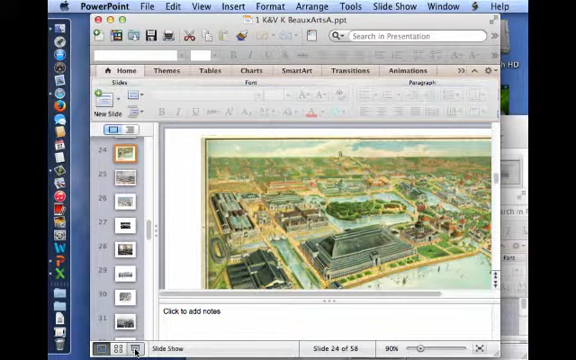 PowerPoint File Edit View Insert Format Arrange Tools Slide Show Window Help
1 K&V K BeauxArtsA.ppt
Search in Presentation
Home Themes Tables Charts SmartArt Transitions Animations
Slides Font Paragraph
New Slide
24
25
26
27
28
29
30
31
Click to add notes
Slide Show Slide 24 of 58 90%